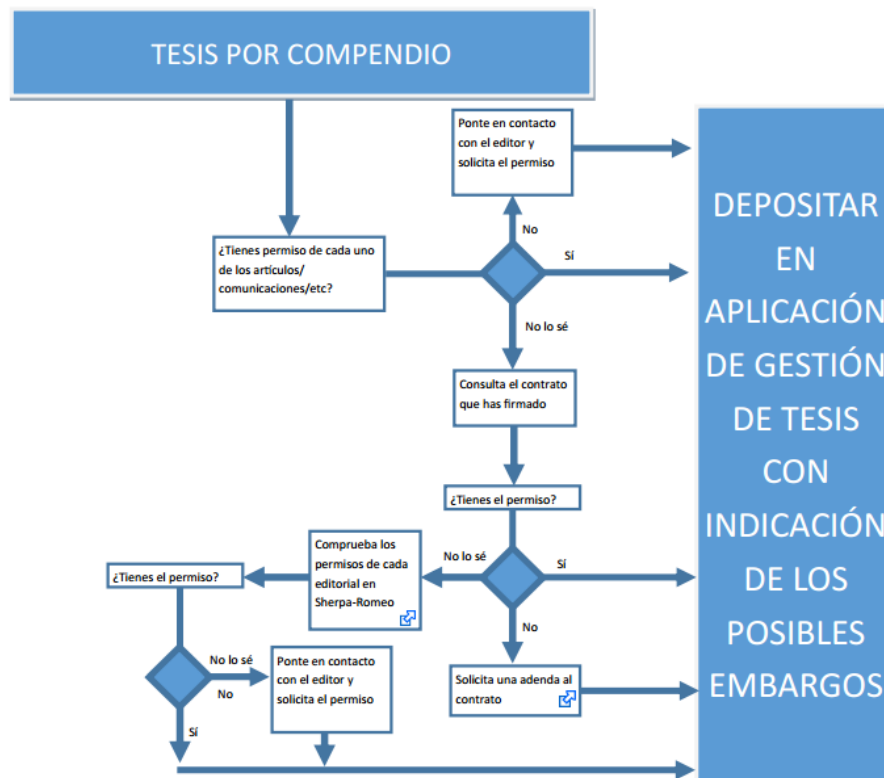 TESIS POR COMPENDIO
Ponte en contacto
con el editor y
solicita el permiso
No
¿Tienes permiso de cada uno
de los artículos/
comunicaciones/etc?
Sí
No lo sé
Consulta el contrato
que has firmado
¿Tienes el permiso?
No lo sé
Sí
No
Comprueba los
permisos de cada
editorial en
Sherpa-Romeo
¿Tienes el permiso?
No lo sé
No
Sí
Ponte en contacto
con el editor y
solicita el permiso
Solicita una adenda al
contrato
DEPOSITAR
EN
APLICACIÓN
DE GESTIÓN
DE TESIS
CON
INDICACIÓN
DE LOS
POSIBLES
EMBARGOS